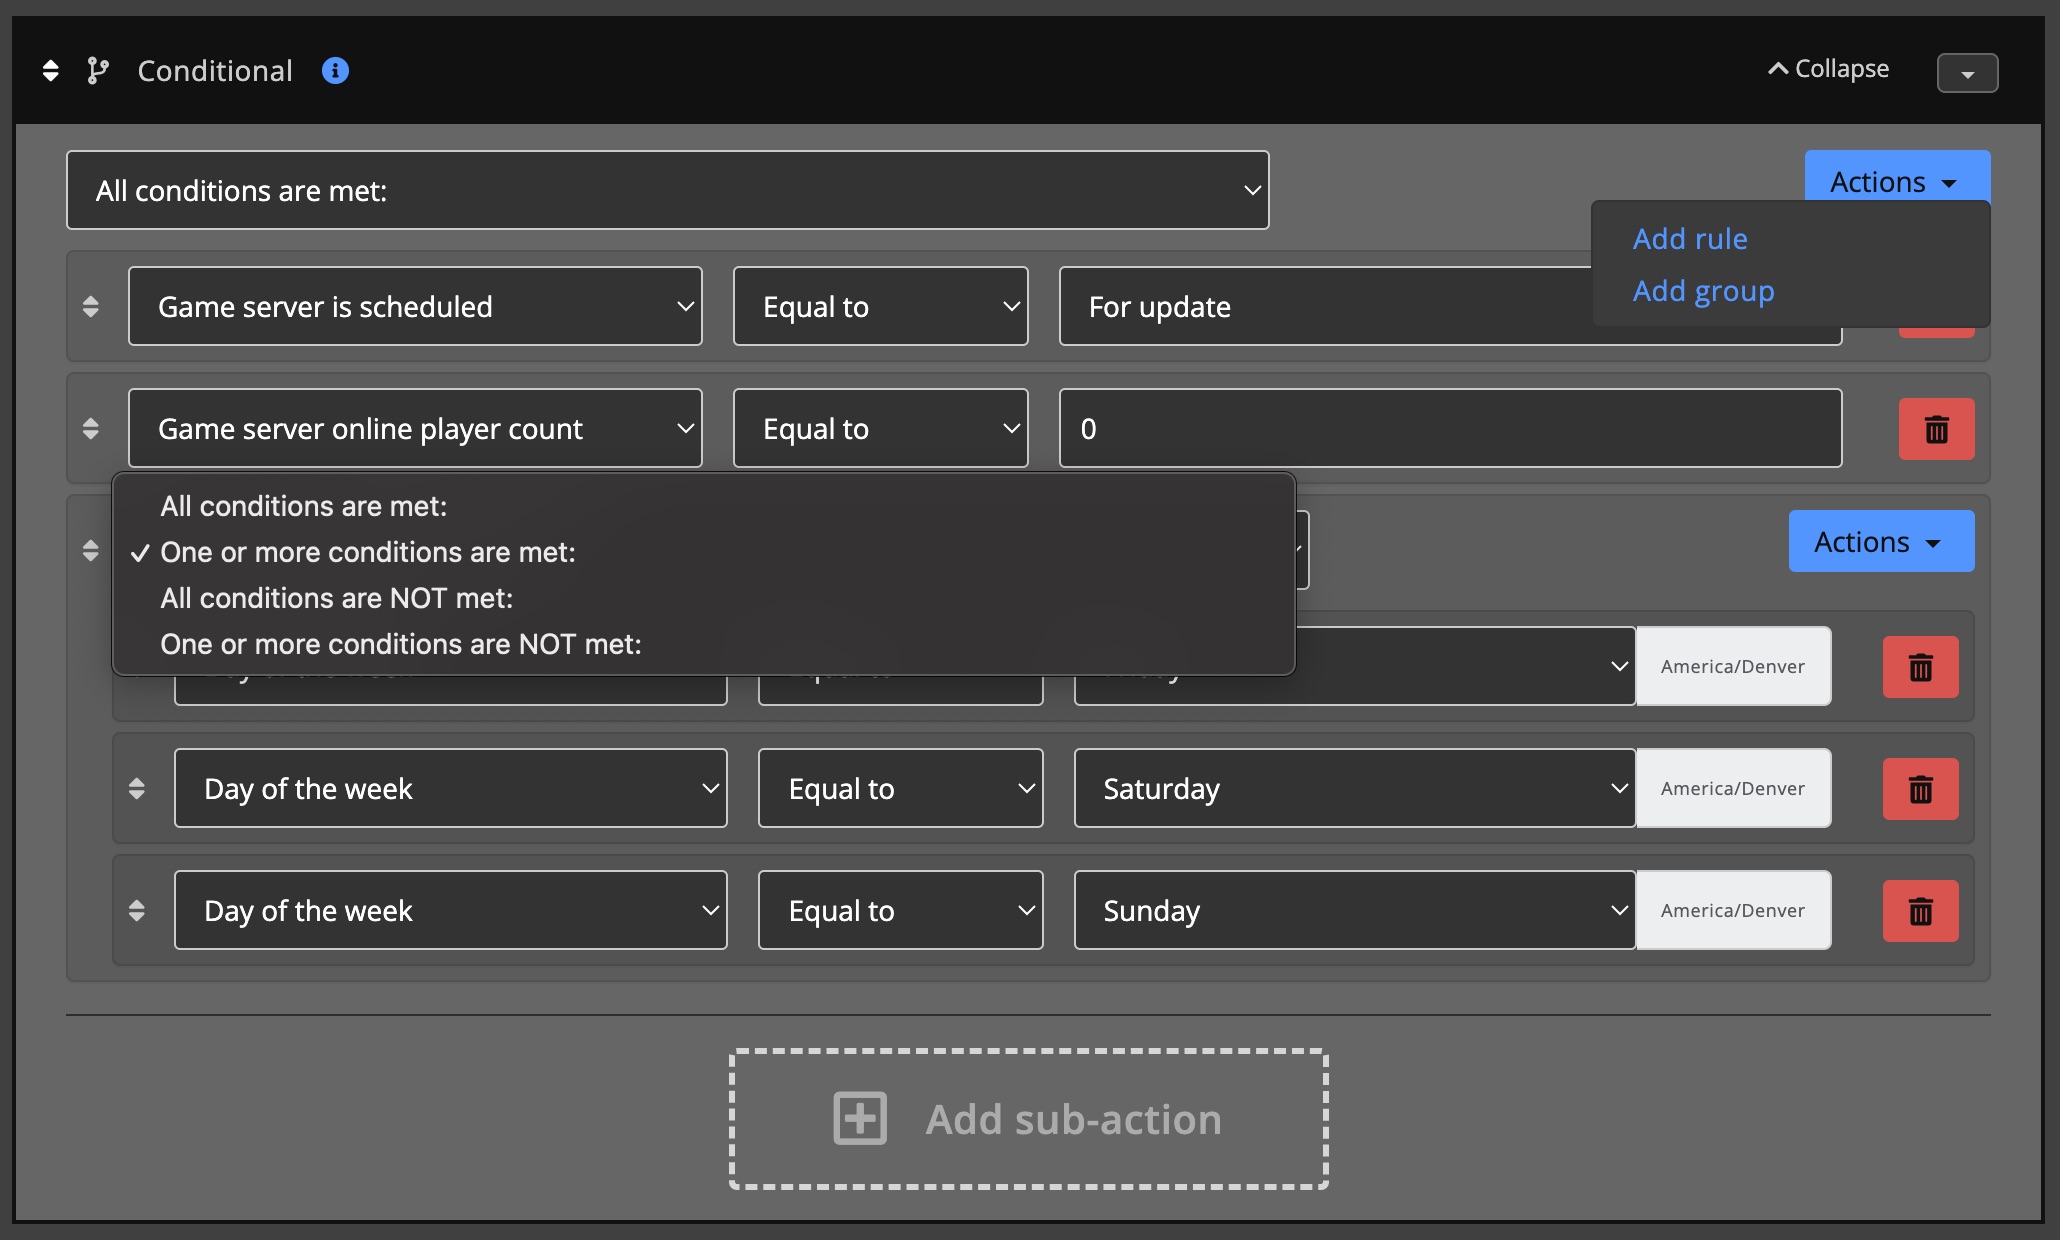 Conditional
Collapse
All conditions are met:
Actions
Add rule
Add group
Game server is scheduled
Equal to
For update
Game server online player count
Equal to
0
All conditions are met:
One or more conditions are met:
All conditions are NOT met:
One or more conditions are NOT met:
Actions
America/Denver
Day of the week
Equal to
Saturday
America/Denver
Day of the week
Equal to
Sunday
America/Denver
Add sub-action